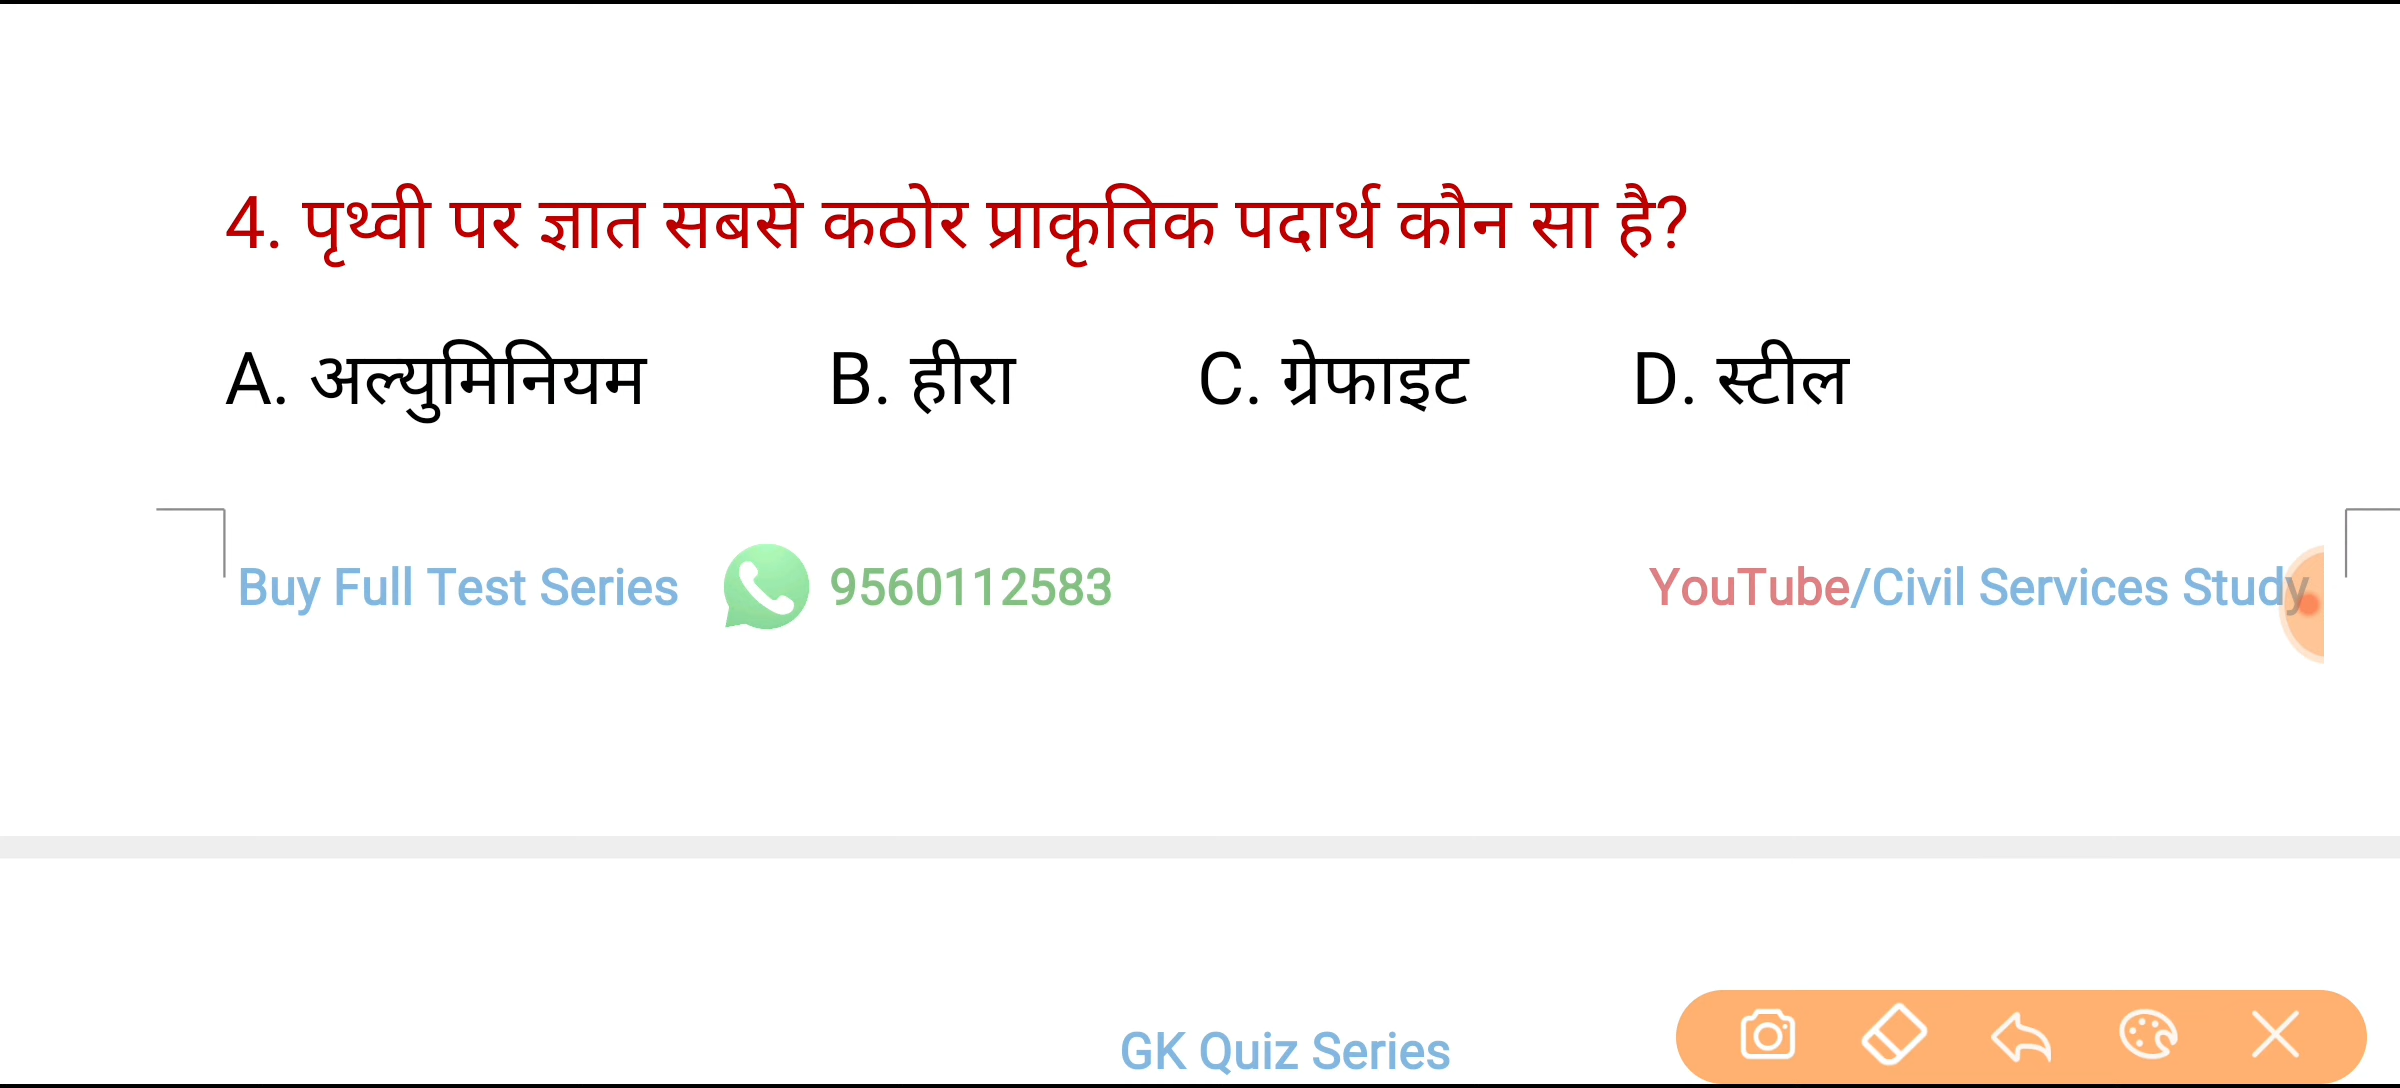 4. पृथ्वी पर ज्ञात सबसे कठोर प्राकृतिक पदार्थ कौन सा है?
A. अल्युमिनियम B. हीरा C. ग्रेफाइट D. स्टील
Buy Full Test Series 9560112583 YouTube/Civil Services Study
GK Quiz Series